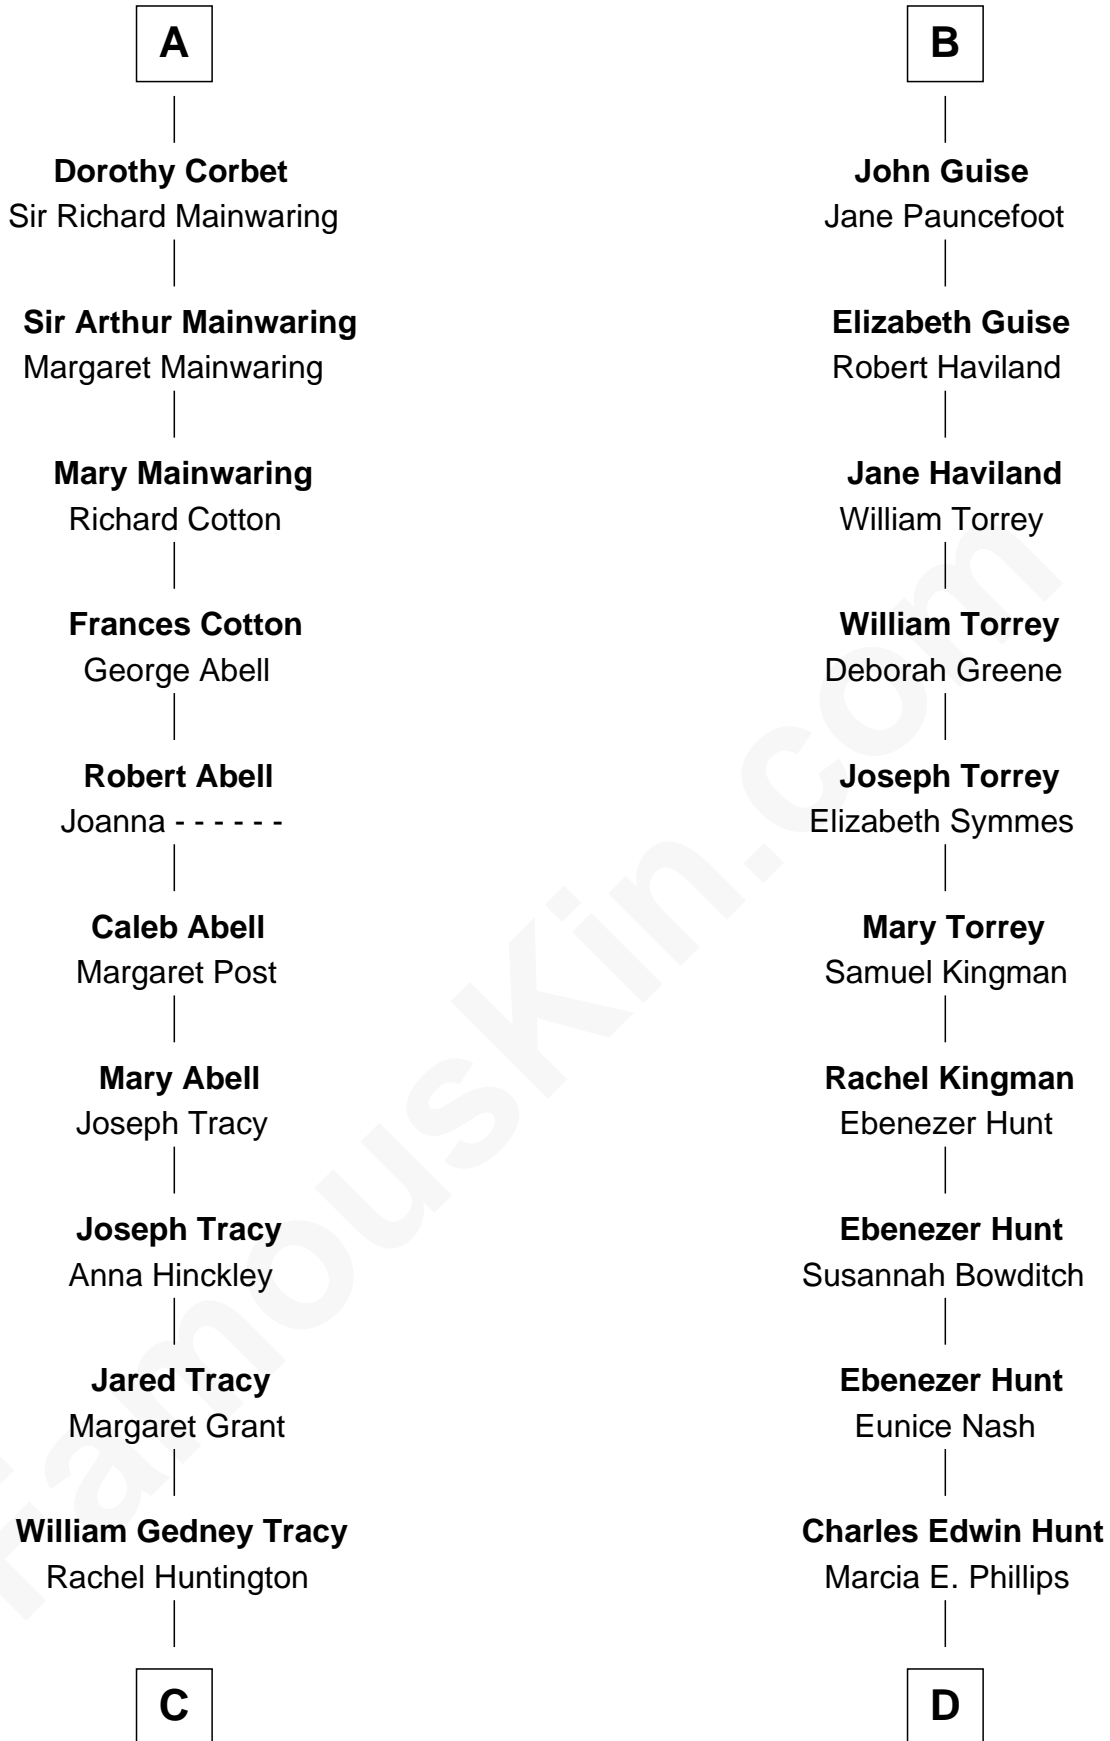 A
Dorothy Corbet
Sir Richard Mainwaring
Sir Arthur Mainwaring
Margaret Mainwaring
Mary Mainwaring
Richard Cotton
Frances Cotton
George Abell
Robert Abell
Joanna - - - - - -
Caleb Abell
Margaret Post
Mary Abell
Joseph Tracy
Joseph Tracy
Anna Hinckley
Jared Tracy
Margaret Grant
William Gedney Tracy
Rachel Huntington
C
B
John Guise
Jane Pauncefoot
Elizabeth Guise
Robert Haviland
Jane Haviland
William Torrey
William Torrey
Deborah Greene
Joseph Torrey
Elizabeth Symmes
Mary Torrey
Samuel Kingman
Rachel Kingman
Ebenezer Hunt
Ebenezer Hunt
Susannah Bowditch
Ebenezer Hunt
Eunice Nash
Charles Edwin Hunt
Marcia E. Phillips
D
FamousKin.com